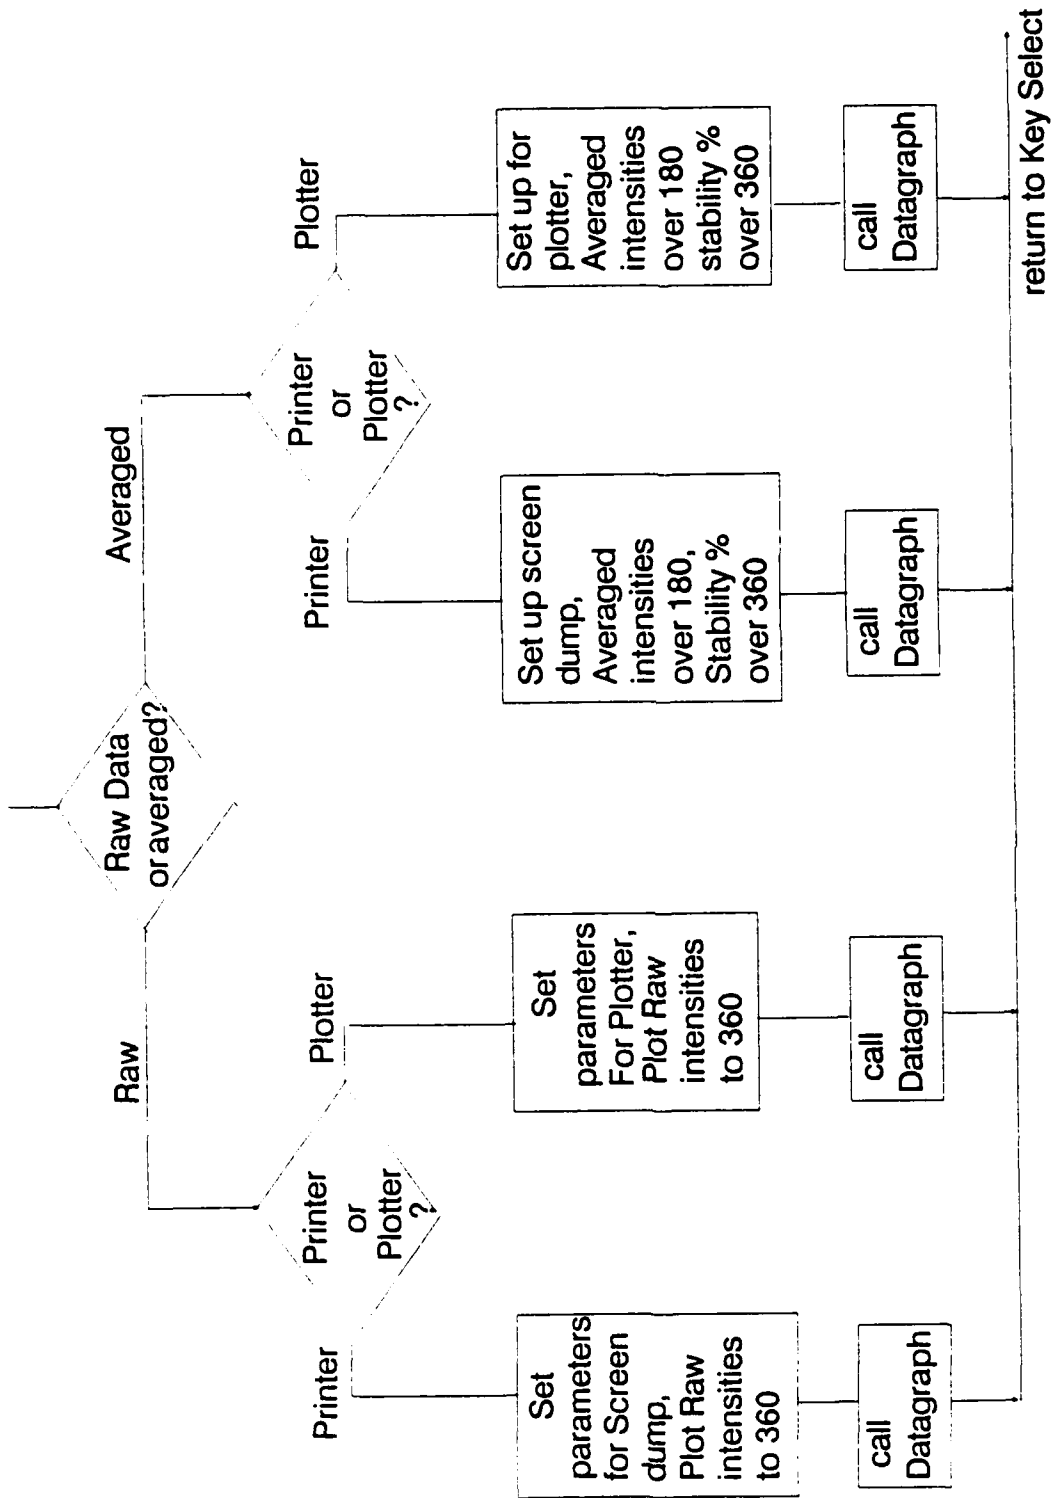 Raw Data
or averaged?
Raw
Averaged
Printer
or
Plotter
?
Printer
Plotter
Printer
or
Plotter
?
Printer
Plotter
Set
parameters
for Screen
dump,
Plot Raw
intensities
to 360
Set
parameters
For Plotter,
Plot Raw
intensities
to 360
Set up screen
dump,
Averaged
intensities
over 180,
Stability %
over 360
Set up for
plotter,
Averaged
intensities
over 180
stability %
over 360
call
Datagraph
call
Datagraph
call
Datagraph
call
Datagraph
return to Key Select